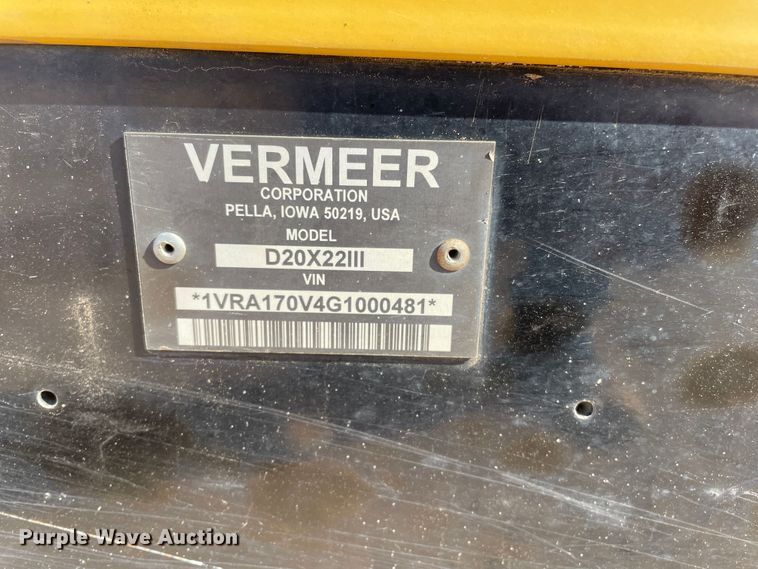 VERMEER
CORPORATION
PELLA, IOWA 50219, USA
MODEL
D20X22III
VIN
*1VRA170V4G1000481*
Purple Wave Auction